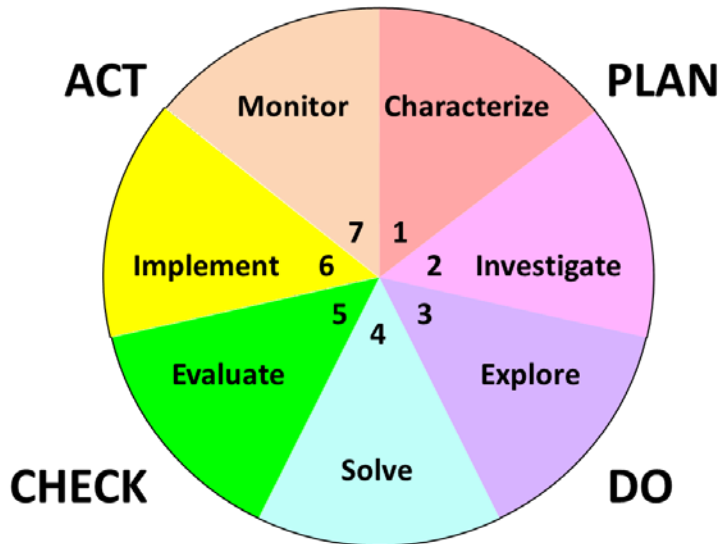 ACT
PLAN
Monitor
Characterize
7
1
Implement
6
2
Investigate
5
4
3
Evaluate
Explore
Solve
CHECK
DO